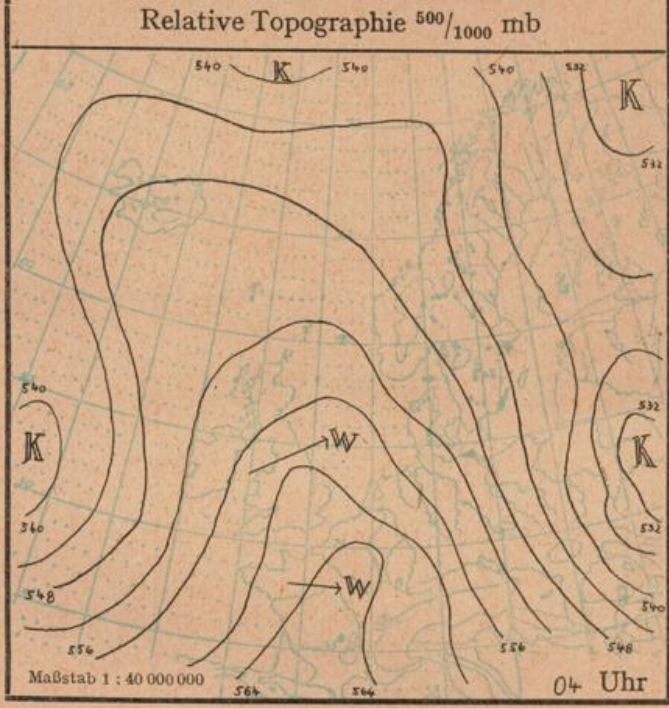 Relative Topographie 500/1000 mb
540 K 540 540 532
K
532
540 532
K W K
540 532
W
548 540
556 556 548
Maßstab 1 : 40 000 000 04 Uhr
564 564